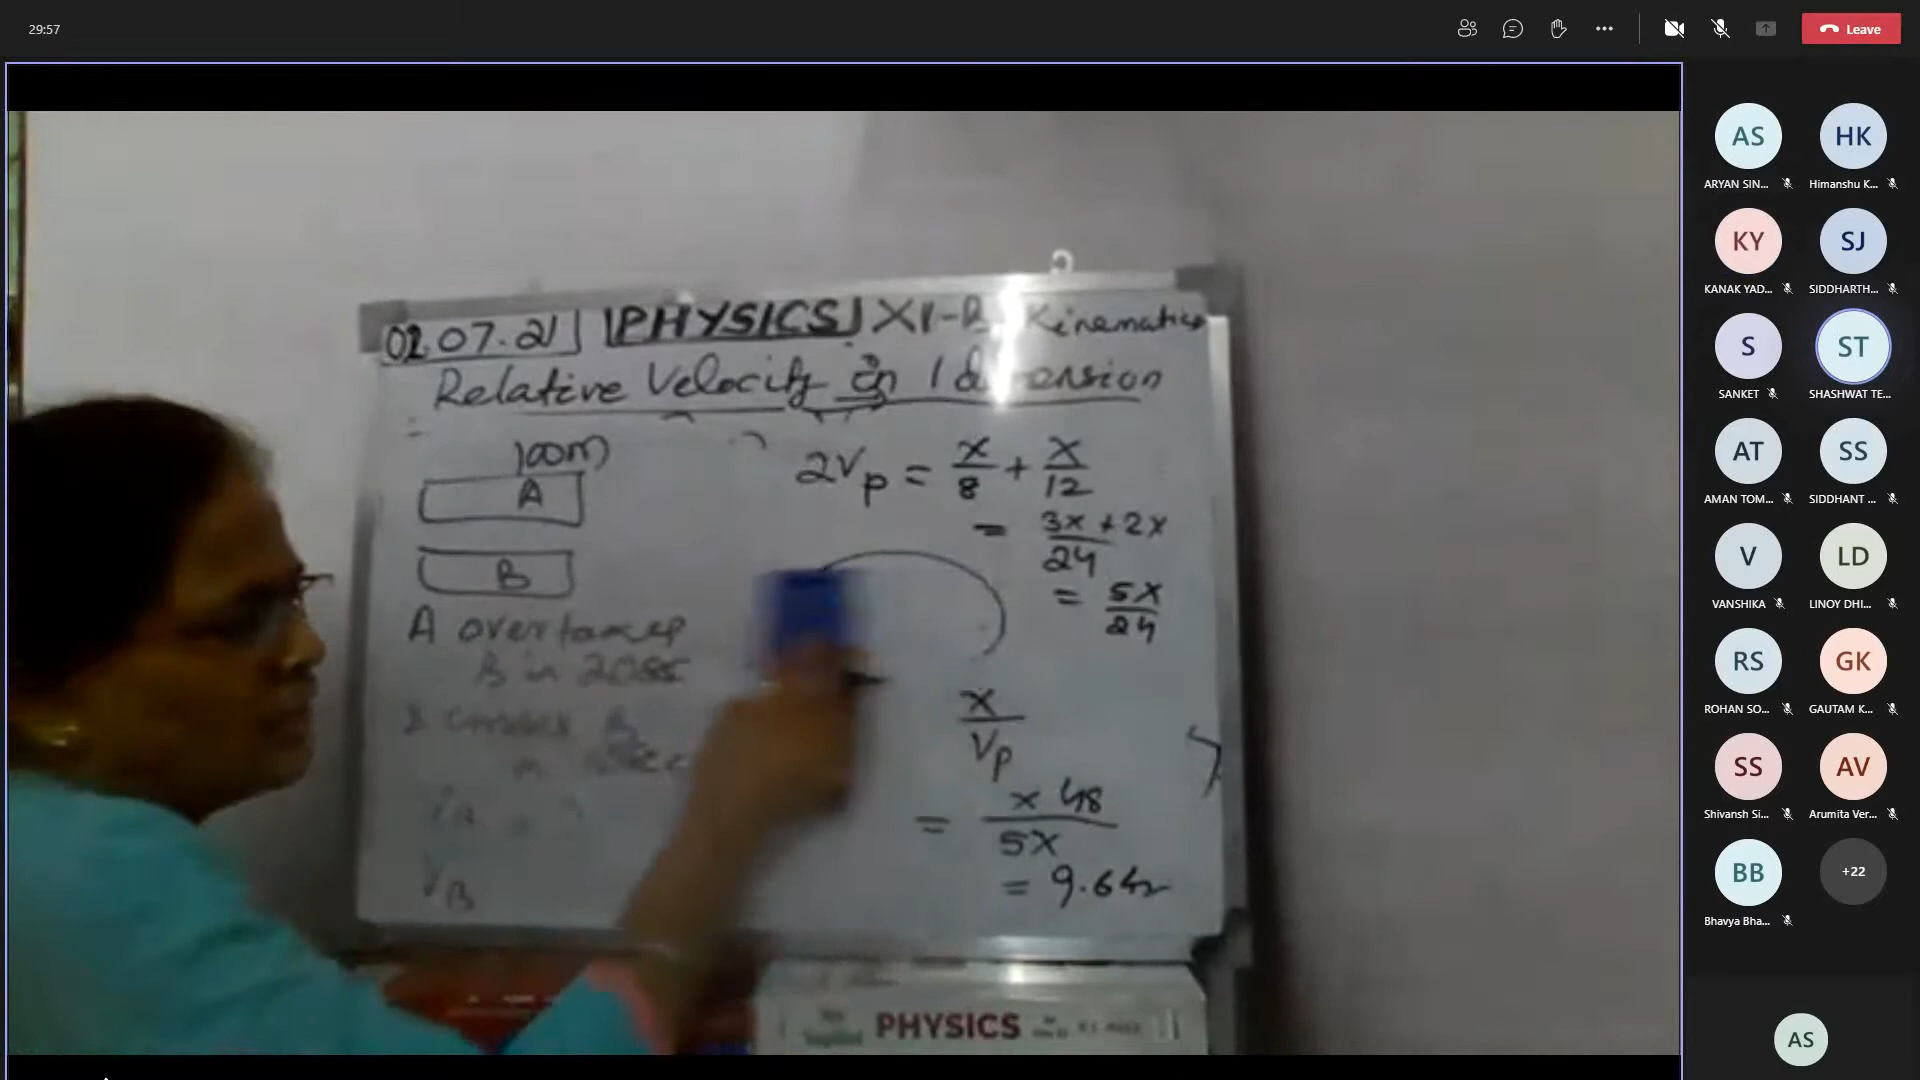 29:57
Leave
02.07.21 PHYSICS XI-B Kinematics
Relative Velocity in 1 dimension
100m
A
B
A overtakes
B in 20sec
B
VB
2Vp = x/8 + x/12
= 3x+2x/24
= 5x/24
x/Vp
= x 48/5x
= 9.6hr
PHYSICS
AS
ARYAN SIN...
HK
Himanshu K...
KY
KANAK YAD...
SJ
SIDDHARTH...
S
SANKET
ST
SHASHWAT TE...
AT
AMAN TOM...
SS
SIDDHANT ...
V
VANSHIKA
LD
LINOY DHI...
RS
ROHAN SO...
GK
GAUTAM K...
SS
Shivansh Si...
AV
Arumita Ver...
BB
Bhavya Bha...
+22
AS